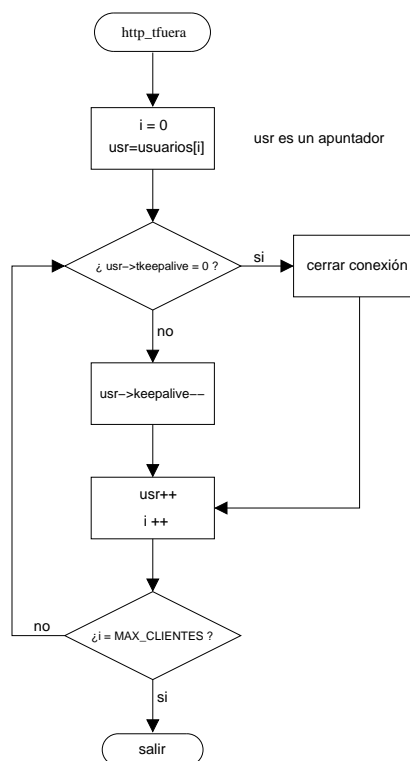 http_tfuera
i = 0
usr=usuarios[i]
usr es un apuntador
¿ usr->tkeepalive = 0 ?
si
cerrar conexión
no
usr->keepalive--
usr++
i ++
¿i = MAX_CLIENTES ?
no
si
salir